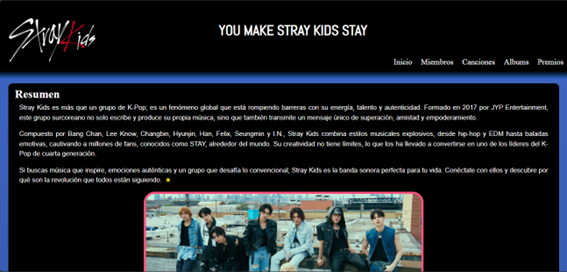 Stray Kids
YOU MAKE STRAY KIDS STAY
Inicio Miembros Canciones Albums Premios
Resumen
Stray Kids es más que un grupo de K-Pop; es un fenómeno global que está rompiendo barreras con su energía, talento y autenticidad. Formado en 2017 por JYP Entertainment,
este grupo surcoreano no solo escribe y produce su propia música, sino que también transmite un mensaje único de superación, amistad y empoderamiento.
Compuesto por Bang Chan, Lee Know, Changbin, Hyunjin, Han, Felix, Seungmin y I.N., Stray Kids combina estilos musicales explosivos, desde hip-hop y EDM hasta baladas
emotivas, cautivando a millones de fans, conocidos como STAY, alrededor del mundo. Su creatividad no tiene límites, lo que los ha llevado a convertirse en uno de los líderes del K-
Pop de cuarta generación.
Si buscas música que inspire, emociones auténticas y un grupo que desafía lo convencional, Stray Kids es la banda sonora perfecta para tu vida. Conéctate con ellos y descubre por
qué son la revolución que todos están siguiendo.